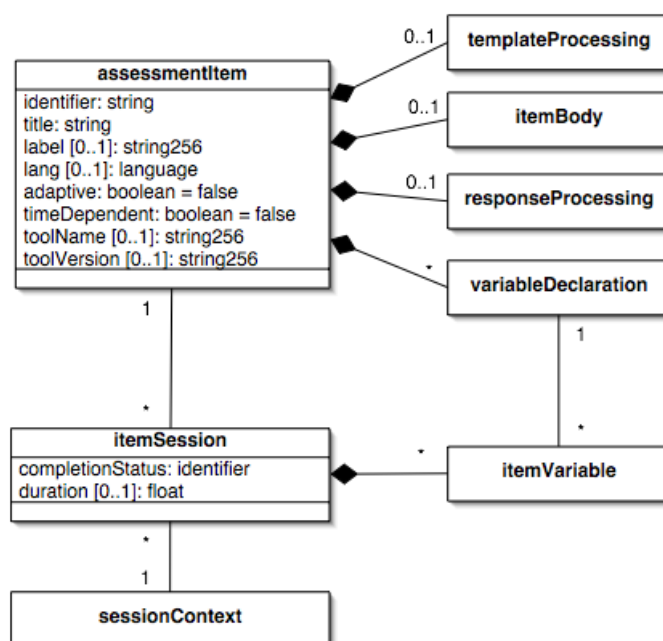 0..1
templateProcessing
assessmentItem
identifier: string
title: string
label [0..1]: string256
lang [0..1]: language
adaptive: boolean = false
timeDependent: boolean = false
toolName [0..1]: string256
toolVersion [0..1]: string256
0..1
itemBody
0..1
responseProcessing
*
variableDeclaration
1
1
*
*
itemSession
completionStatus: identifier
duration [0..1]: float
*
itemVariable
*
1
sessionContext